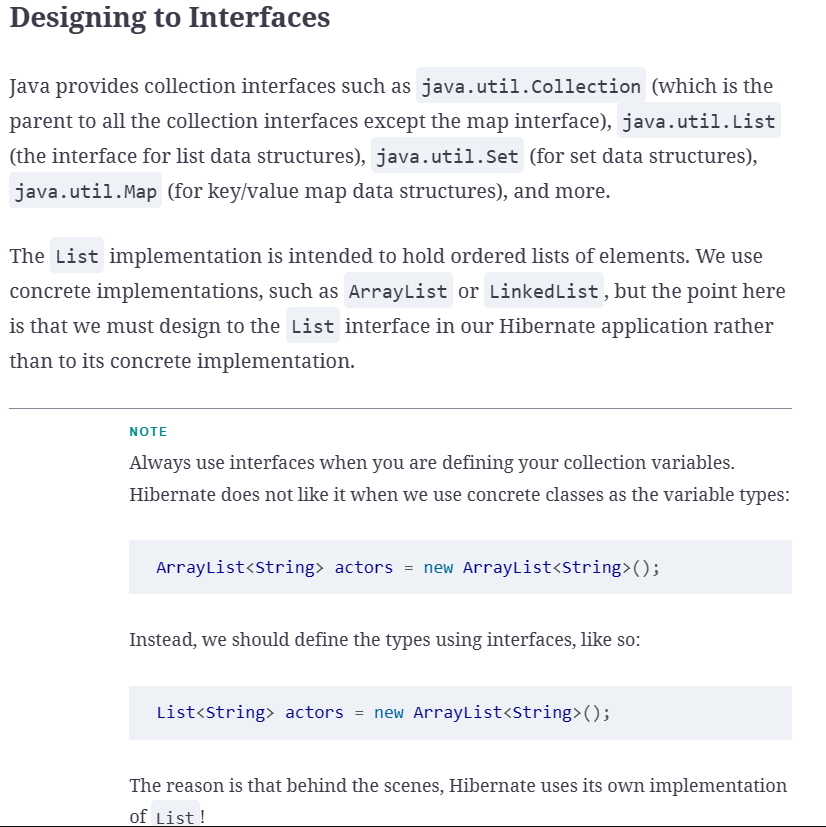 Designing to Interfaces
Java provides collection interfaces such as java.util.Collection (which is the
parent to all the collection interfaces except the map interface), java.util.List
(the interface for list data structures), java.util.Set (for set data structures),
java.util.Map (for key/value map data structures), and more.
The List implementation is intended to hold ordered lists of elements. We use
concrete implementations, such as ArrayList or LinkedList, but the point here
is that we must design to the List interface in our Hibernate application rather
than to its concrete implementation.
NOTE
Always use interfaces when you are defining your collection variables.
Hibernate does not like it when we use concrete classes as the variable types:
ArrayList<String> actors = new ArrayList<String>();
Instead, we should define the types using interfaces, like so:
List<String> actors = new ArrayList<String>();
The reason is that behind the scenes, Hibernate uses its own implementation
of List!